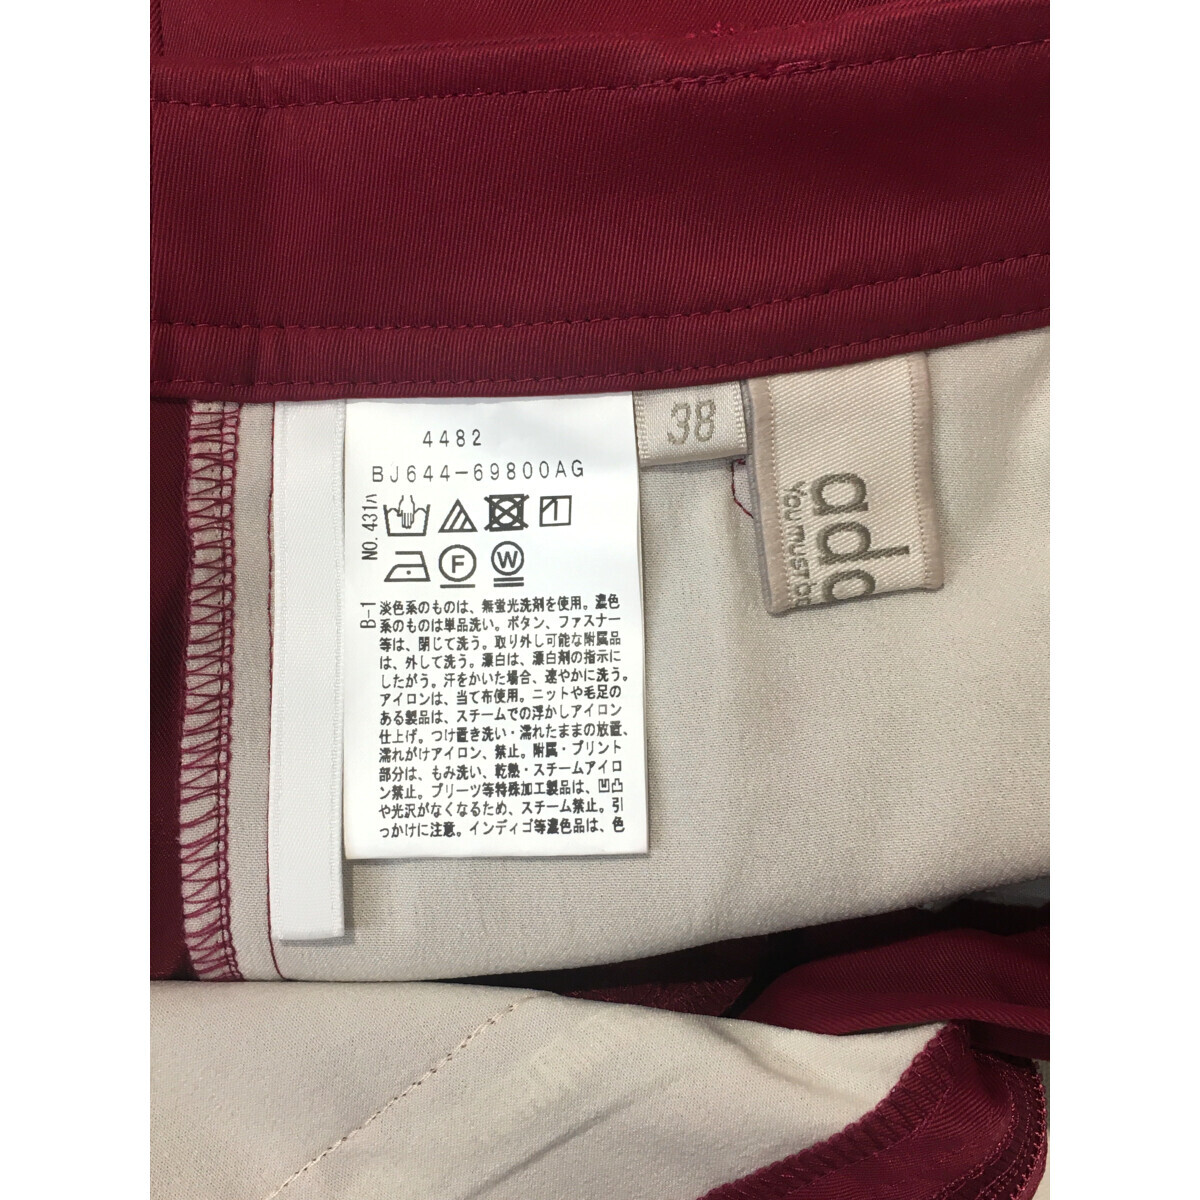 4482
BJ644-69800AG
NO.431ハ
F
W
B-1
淡色系のものは、無蛍光洗剤を使用。濃色
系のものは単品洗い。ボタン、ファスナー
等は、閉じて洗う。取り外し可能な附属品
は、外して洗う。漂白は、漂白剤の指示に
したがう。汗をかいた場合、速やかに洗う。
アイロンは、当て布使用。ニットや毛足の
ある製品は、スチームでの浮かしアイロン
仕上げ。つけ置き洗い・濡れたままの放置、
濡れがけアイロン、禁止。附属・プリント
部分は、もみ洗い、乾熱・スチームアイロ
ン禁止。プリーツ等特殊加工製品は、凹凸
や光沢がなくなるため、スチーム禁止。引
っかけに注意。インディゴ等濃色品は、色
38
add
You must be